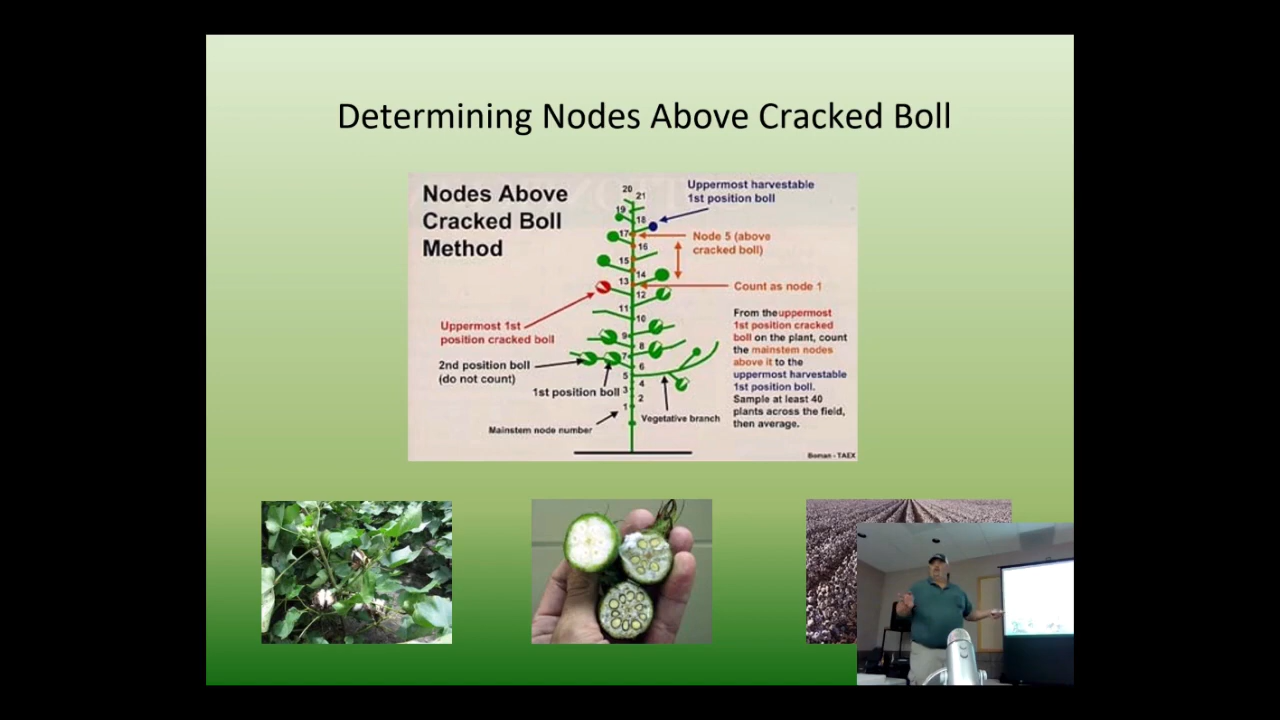 Determining Nodes Above Cracked Boll
Nodes Above
Cracked Boll
Method
Uppermost harvestable
1st position boll
Node 5 (above
cracked boll)
Count as node 1
20
21
19
18
17
16
15
14
13
12
11
10
9
8
7
6
5
4
3
2
1
Uppermost 1st
position cracked boll
2nd position boll
(do not count)
1st position boll
Vegetative branch
Mainstem node number
From theuppermost
1st position cracked
boll on the plant, count
the mainstem nodes
above it to the
uppermost harvestable
1st position boll.
Sample at least 40
plants across the field,
then average.
Boman - TAEX